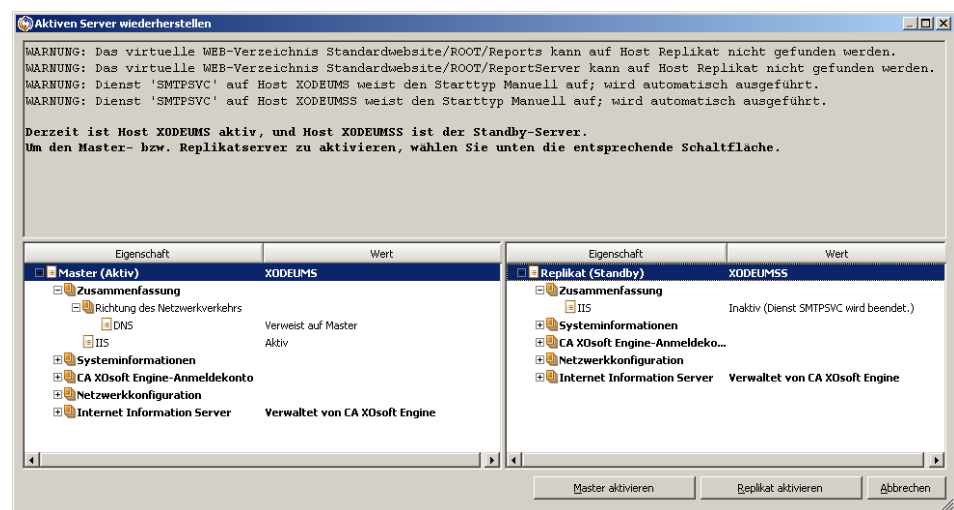 Aktiven Server wiederherstellen
WARNUNG: Das virtuelle WEB-Verzeichnis Standardwebsite/ROOT/Reports kann auf Host Replikat nicht gefunden werden.
WARNUNG: Das virtuelle WEB-Verzeichnis Standardwebsite/ROOT/ReportServer kann auf Host Replikat nicht gefunden werden.
WARNUNG: Dienst 'SMTPSVC' auf Host XODEUMS weist den Starttyp Manuell auf; wird automatisch ausgeführt.
WARNUNG: Dienst 'SMTPSVC' auf Host XODEUMSS weist den Starttyp Manuell auf; wird automatisch ausgeführt.
Derzeit ist Host XODEUMS aktiv, und Host XODEUMSS ist der Standby-Server.
Um den Master- bzw. Replikatserver zu aktivieren, wählen Sie unten die entsprechende Schaltfläche.
Eigenschaft Wert
Master (Aktiv) XODEUMS
Zusammenfassung
Richtung des Netzwerkverkehrs
DNS Verweist auf Master
IIS Aktiv
Systeminformationen
CA XOsoft Engine-Anmeldekonto
Netzwerkkonfiguration
Internet Information Server Verwaltet von CA XOsoft Engine
Eigenschaft Wert
Replikat (Standby) XODEUMSS
Zusammenfassung
IIS Inaktiv (Dienst SMTPSVC wird beendet.)
Systeminformationen
CA XOsoft Engine-Anmeldeko...
Netzwerkkonfiguration
Internet Information Server Verwaltet von CA XOsoft Engine
Master aktivieren Replikat aktivieren Abbrechen